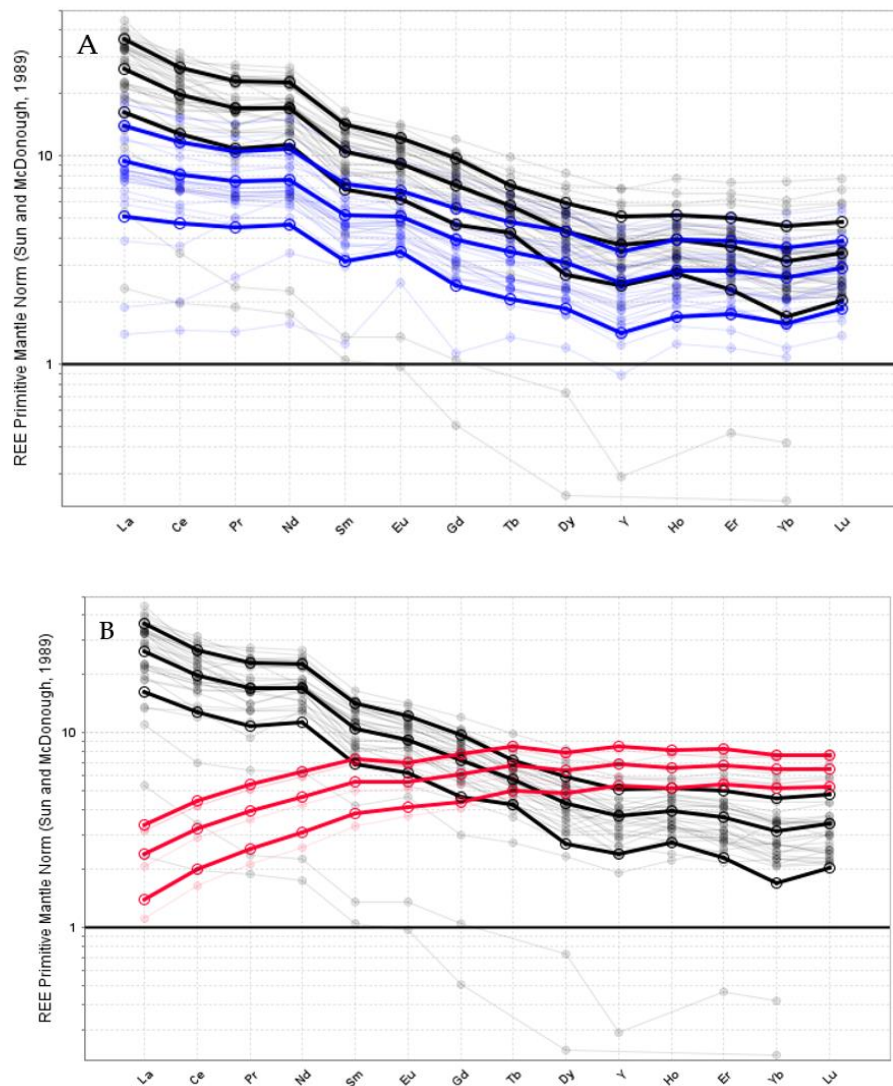 A
REE Primitive Mantle Norm (Sun and McDonough, 1989)
10
1
La Ce Pr Nd Sm Eu Gd Tb Dy Y Ho Er Yb Lu
B
REE Primitive Mantle Norm (Sun and McDonough, 1989)
10
1
La Ce Pr Nd Sm Eu Gd Tb Dy Y Ho Er Yb Lu